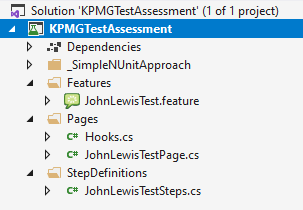 Solution 'KPMGTestAssessment' (1 of 1 project)
KPMGTestAssessment
Dependencies
_SimpleNUnitApproach
Features
JohnLewisTest.feature
Pages
C# Hooks.cs
C# JohnLewisTestPage.cs
StepDefinitions
C# JohnLewisTestSteps.cs